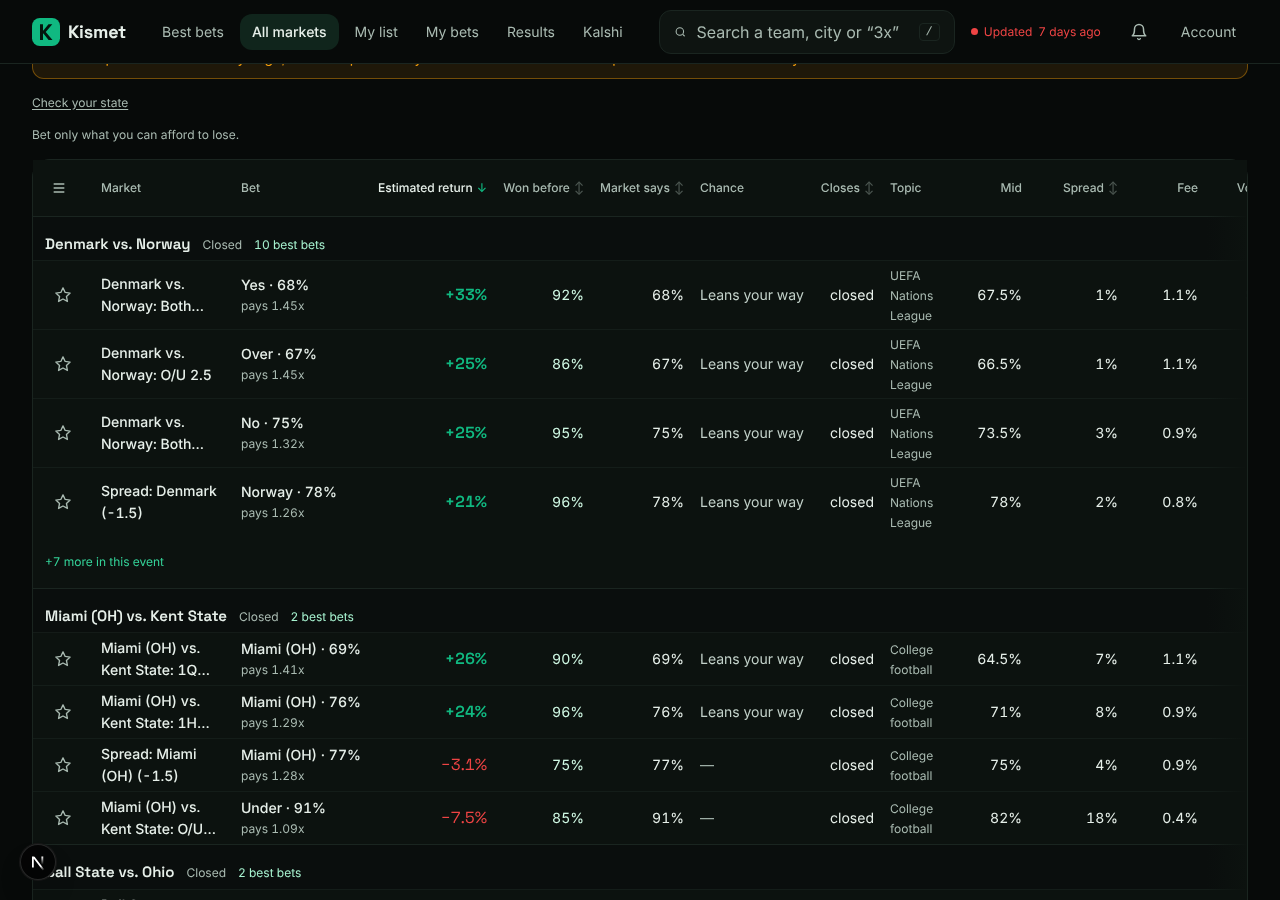 K Kismet Best bets All markets My list My bets Results Kalshi Search a team, city or “3x” / Updated 7 days ago Account
Check your state
Bet only what you can afford to lose.
Market Bet Estimated return ↓ Won before Market says Chance Closes Topic Mid Spread Fee
Denmark vs. Norway Closed 10 best bets
Denmark vs. Norway: Both... Yes · 68% pays 1.45x +33% 92% 68% Leans your way closed UEFA Nations League 67.5% 1% 1.1%
Denmark vs. Norway: O/U 2.5 Over · 67% pays 1.45x +25% 86% 67% Leans your way closed UEFA Nations League 66.5% 1% 1.1%
Denmark vs. Norway: Both... No · 75% pays 1.32x +25% 95% 75% Leans your way closed UEFA Nations League 73.5% 3% 0.9%
Spread: Denmark (-1.5) Norway · 78% pays 1.26x +21% 96% 78% Leans your way closed UEFA Nations League 78% 2% 0.8%
+7 more in this event
Miami (OH) vs. Kent State Closed 2 best bets
Miami (OH) vs. Kent State: 1Q... Miami (OH) · 69% pays 1.41x +26% 90% 69% Leans your way closed College football 64.5% 7% 1.1%
Miami (OH) vs. Kent State: 1H... Miami (OH) · 76% pays 1.29x +24% 96% 76% Leans your way closed College football 71% 8% 0.9%
Spread: Miami (OH) (-1.5) Miami (OH) · 77% pays 1.28x −3.1% 75% 77% — closed College football 75% 4% 0.9%
Miami (OH) vs. Kent State: O/U... Under · 91% pays 1.09x −7.5% 85% 91% — closed College football 82% 18% 0.4%
N
State vs. Ohio Closed 2 best bets